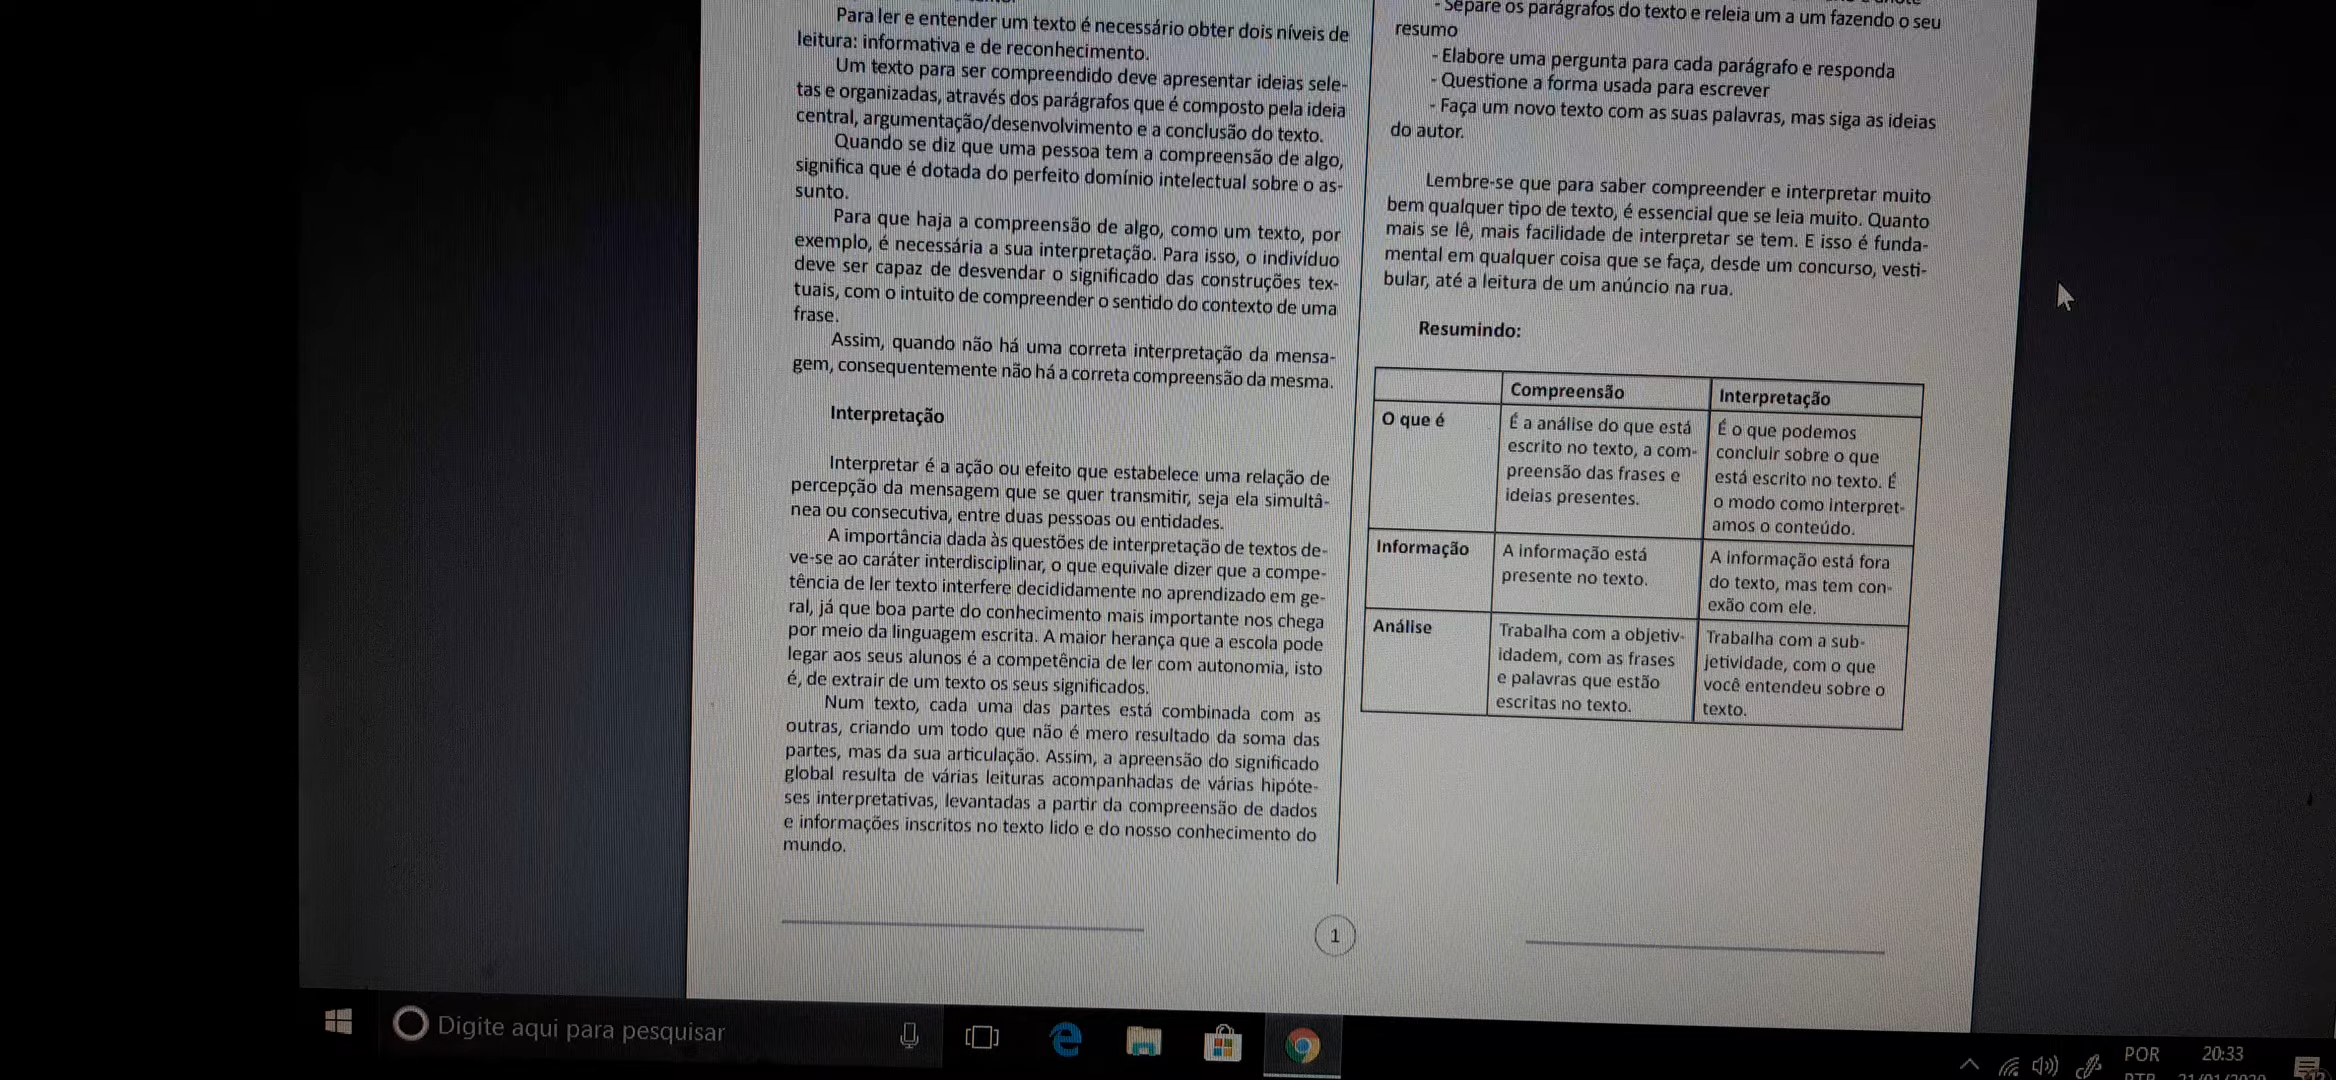 Para ler e entender um texto é necessário obter dois níveis de
leitura: informativa e de reconhecimento.
Um texto para ser compreendido deve apresentar ideias sele-
tas e organizadas, através dos parágrafos que é composto pela ideia
central, argumentação/desenvolvimento e a conclusão do texto.
Quando se diz que uma pessoa tem a compreensão de algo,
significa que é dotada do perfeito domínio intelectual sobre o as-
sunto.
Para que haja a compreensão de algo, como um texto, por
exemplo, é necessária a sua interpretação. Para isso, o indivíduo
deve ser capaz de desvendar o significado das construções tex-
tuais, com o intuito de compreender o sentido do contexto de uma
frase.
Assim, quando não há uma correta interpretação da mensa-
gem, consequentemente não há a correta compreensão da mesma.
Interpretação
Interpretar é a ação ou efeito que estabelece uma relação de
percepção da mensagem que se quer transmitir, seja ela simultâ-
nea ou consecutiva, entre duas pessoas ou entidades.
A importância dada às questões de interpretação de textos de-
ve-se ao caráter interdisciplinar, o que equivale dizer que a compe-
tência de ler texto interfere decididamente no aprendizado em ge-
ral, já que boa parte do conhecimento mais importante nos chega
por meio da linguagem escrita. A maior herança que a escola pode
legar aos seus alunos é a competência de ler com autonomia, isto
é, de extrair de um texto os seus significados.
Num texto, cada uma das partes está combinada com as
outras, criando um todo que não é mero resultado da soma das
partes, mas da sua articulação. Assim, a apreensão do significado
global resulta de várias leituras acompanhadas de várias hipóte-
ses interpretativas, levantadas a partir da compreensão de dados
e informações inscritos no texto lido e do nosso conhecimento do
mundo.
- Separe os parágrafos do texto e releia um a um fazendo o seu
resumo
- Elabore uma pergunta para cada parágrafo e responda
- Questione a forma usada para escrever
- Faça um novo texto com as suas palavras, mas siga as ideias
do autor.
Lembre-se que para saber compreender e interpretar muito
bem qualquer tipo de texto, é essencial que se leia muito. Quanto
mais se lê, mais facilidade de interpretar se tem. E isso é funda-
mental em qualquer coisa que se faça, desde um concurso, vesti-
bular, até a leitura de um anúncio na rua.
Resumindo:
Compreensão
Interpretação
O que é
É a análise do que está
escrito no texto, a com-
preensão das frases e
ideias presentes.
É o que podemos
concluir sobre o que
está escrito no texto. É
o modo como interpret-
amos o conteúdo.
Informação
A informação está
presente no texto.
A informação está fora
do texto, mas tem con-
exão com ele.
Análise
Trabalha com a objetiv-
idadem, com as frases
e palavras que estão
escritas no texto.
Trabalha com a sub-
jetividade, com o que
você entendeu sobre o
texto.
1
Digite aqui para pesquisar
POR
20:33